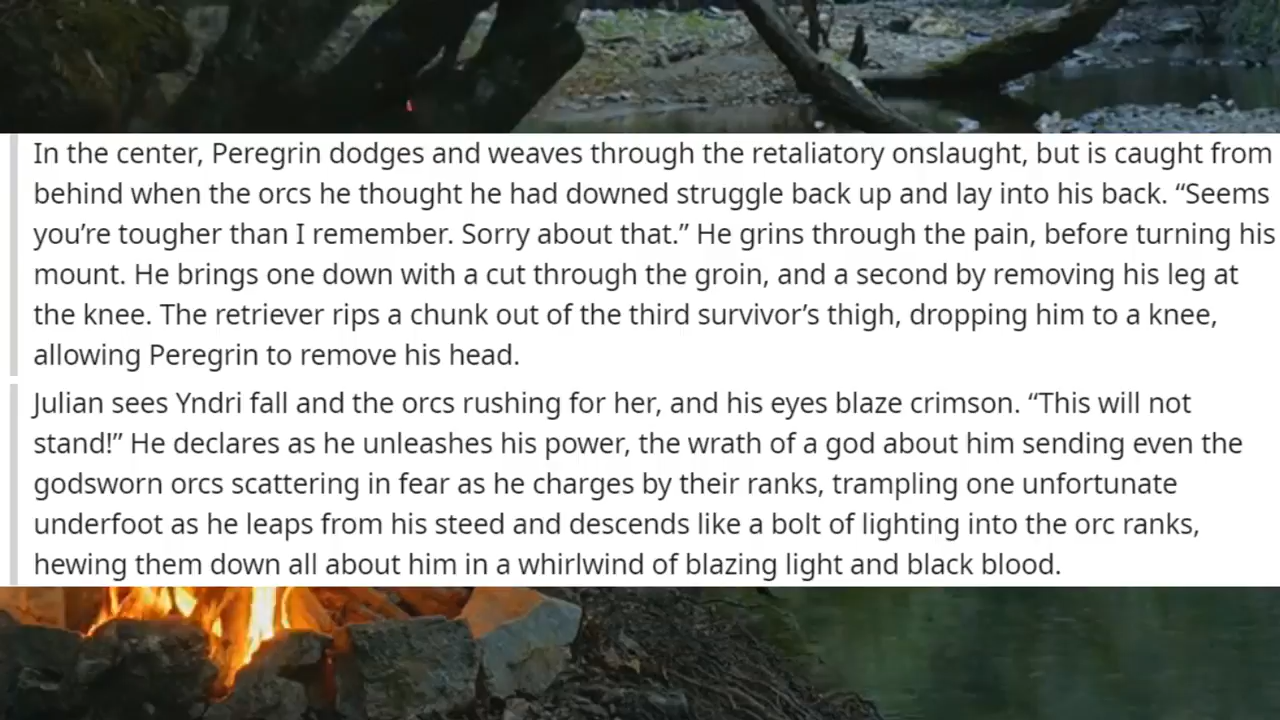 In the center, Peregrin dodges and weaves through the retaliatory onslaught, but is caught from
behind when the orcs he thought he had downed struggle back up and lay into his back. “Seems
you’re tougher than I remember. Sorry about that.” He grins through the pain, before turning his
mount. He brings one down with a cut through the groin, and a second by removing his leg at
the knee. The retriever rips a chunk out of the third survivor’s thigh, dropping him to a knee,
allowing Peregrin to remove his head.
Julian sees Yndri fall and the orcs rushing for her, and his eyes blaze crimson. “This will not
stand!” He declares as he unleashes his power, the wrath of a god about him sending even the
godsworn orcs scattering in fear as he charges by their ranks, trampling one unfortunate
underfoot as he leaps from his steed and descends like a bolt of lighting into the orc ranks,
hewing them down all about him in a whirlwind of blazing light and black blood.